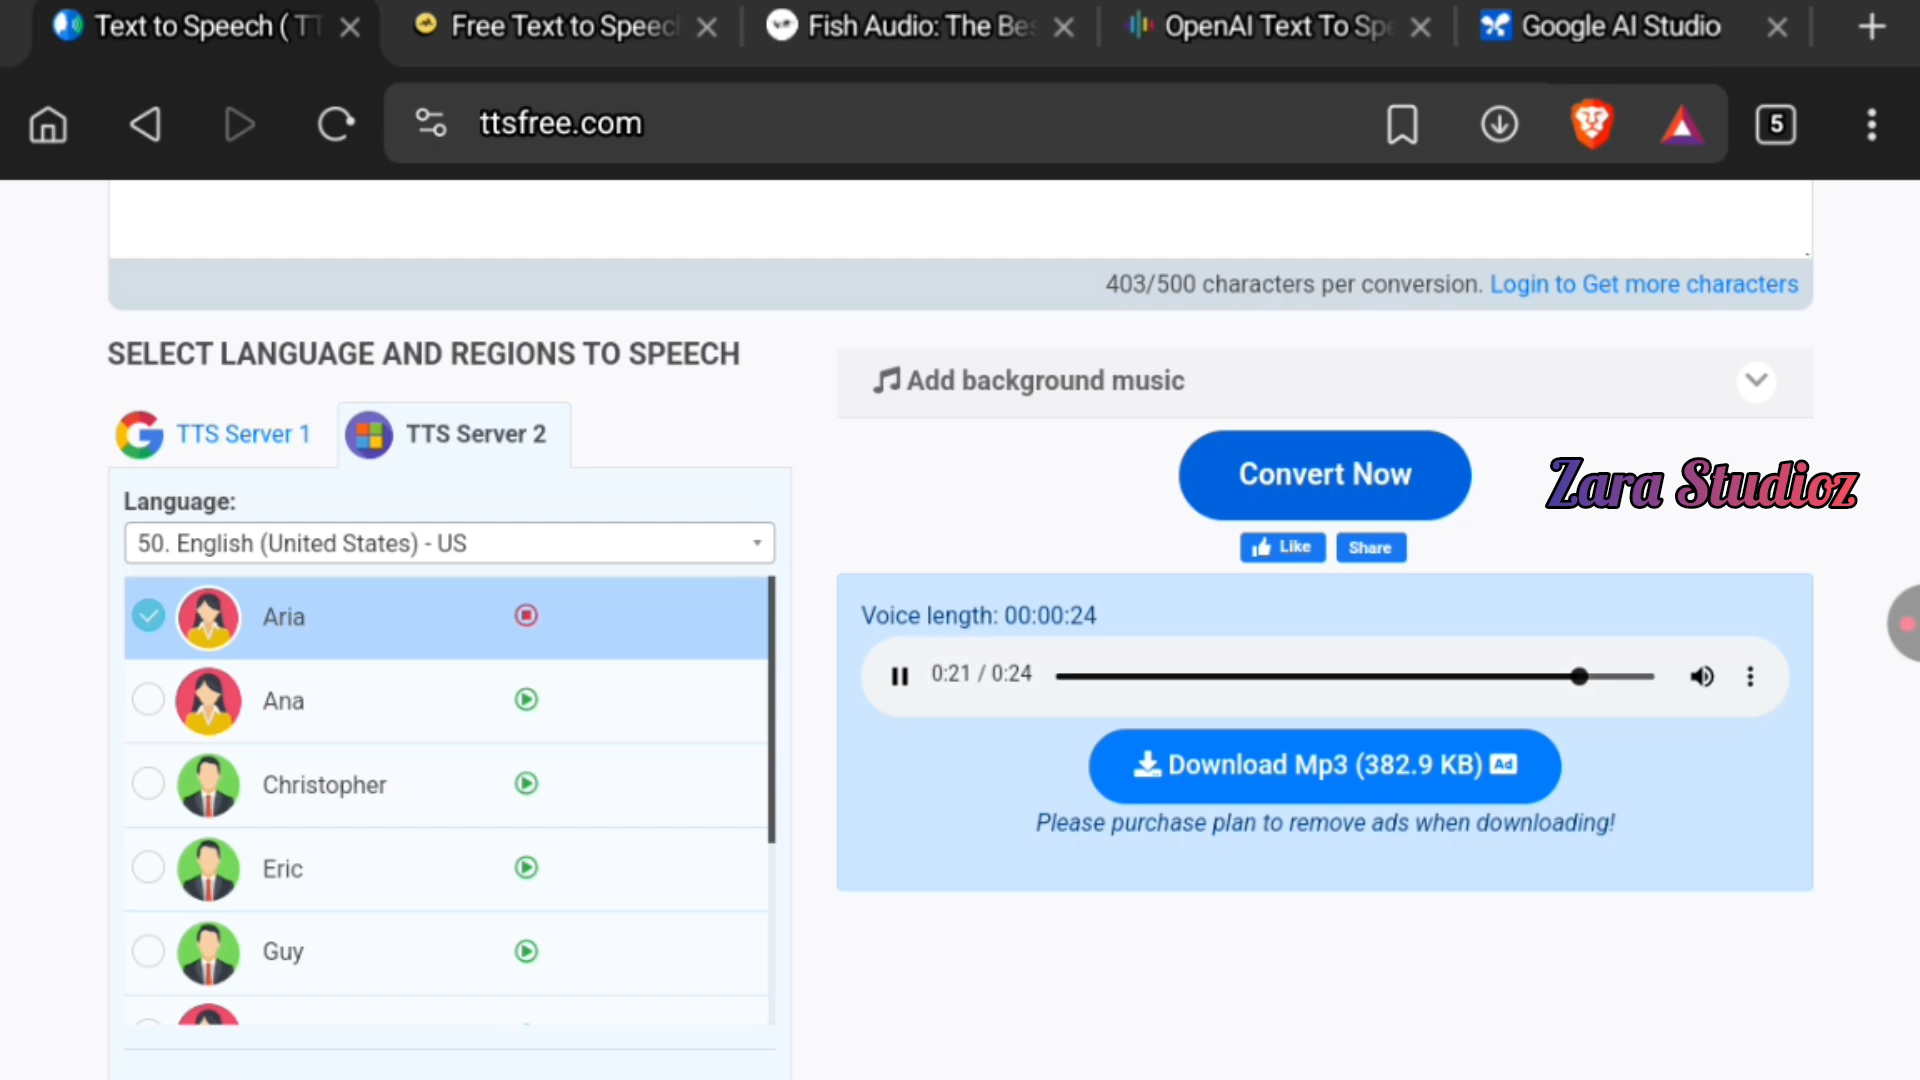 Text to Speech ( TT
Free Text to Speec
Fish Audio: The Bes
OpenAI Text To Spe
Google AI Studio
ttsfree.com
5
403/500 characters per conversion. Login to Get more characters
SELECT LANGUAGE AND REGIONS TO SPEECH
Add background music
TTS Server 1
TTS Server 2
Convert Now
Zara Studioz
Language:
50. English (United States) - US
Like
Share
Aria
Voice length: 00:00:24
0:21 / 0:24
Ana
Download Mp3 (382.9 KB) Ad
Christopher
Please purchase plan to remove ads when downloading!
Eric
Guy